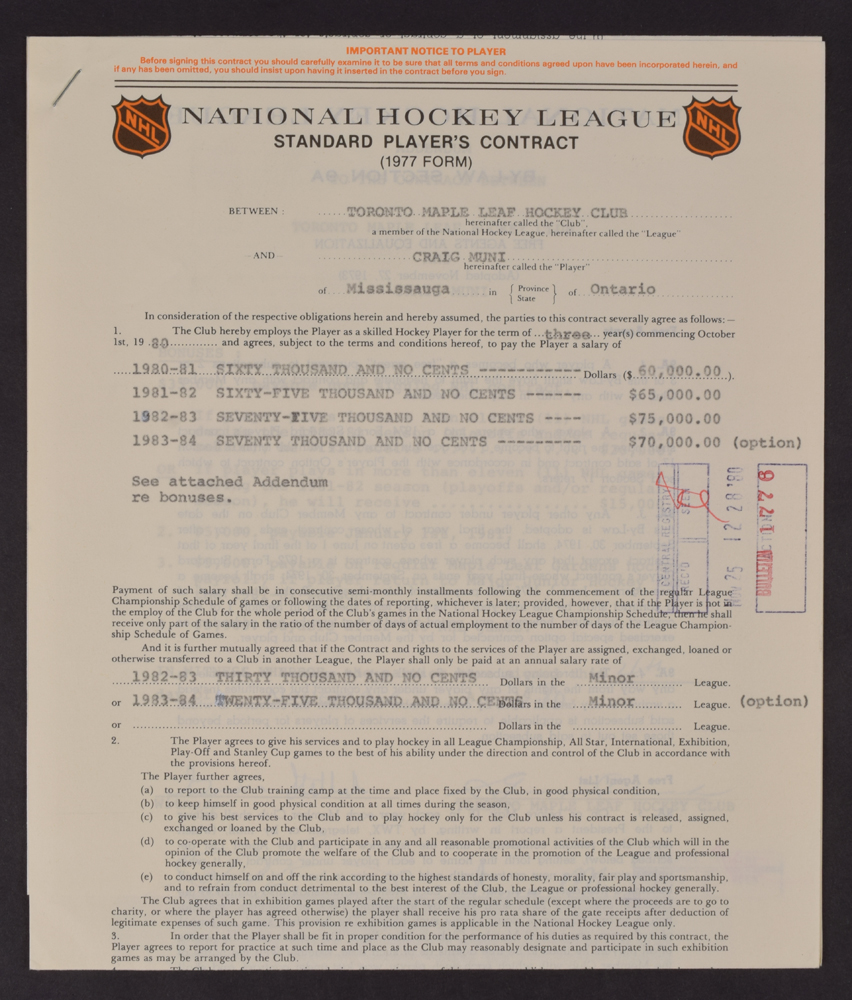 IMPORTANT NOTICE TO PLAYER
Before signing this contract you should carefully examine it to be sure that all terms and conditions agreed upon have been incorporated herein, and
if any has been omitted, you should insist upon having it inserted in the contract before you sign.
NHL NATIONAL HOCKEY LEAGUE NHL
STANDARD PLAYER'S CONTRACT
(1977 FORM)
BETWEEN : TORONTO MAPLE LEAF HOCKEY CLUB
hereinafter called the "Club",
a member of the National Hockey League, hereinafter called the "League"
AND CRAIG MUNI
hereinafter called the "Player"
of Mississauga in { Province State } of Ontario
In consideration of the respective obligations herein and hereby assumed, the parties to this contract severally agree as follows: —
1. The Club hereby employs the Player as a skilled Hockey Player for the term of ...three... year(s) commencing October
1st, 19 .80............. and agrees, subject to the terms and conditions hereof, to pay the Player a salary of
....1980-81 SIXTY THOUSAND AND NO CENTS ------------ Dollars ($.60,000.00..).
1981-82 SIXTY-FIVE THOUSAND AND NO CENTS ------ $65,000.00
1982-83 SEVENTY-FIVE THOUSAND AND NO CENTS ---- $75,000.00
1983-84 SEVENTY THOUSAND AND NO CENTS --------- $70,000.00 (option)
See attached Addendum
re bonuses.
CENTRAL REGISTRY
REC'D
12 28 '80
BULLETIN 1776
Payment of such salary shall be in consecutive semi-monthly installments following the commencement of the regular League
Championship Schedule of games or following the dates of reporting, whichever is later; provided, however, that if the Player is not in
the employ of the Club for the whole period of the Club's games in the National Hockey League Championship Schedule, then he shall
receive only part of the salary in the ratio of the number of days of actual employment to the number of days of the League Champion-
ship Schedule of Games.
And it is further mutually agreed that if the Contract and rights to the services of the Player are assigned, exchanged, loaned or
otherwise transferred to a Club in another League, the Player shall only be paid at an annual salary rate of
....1982-83 THIRTY THOUSAND AND NO CENTS Dollars in the ...Minor... League.
or 1983-84 TWENTY-FIVE THOUSAND AND NO CENTS Dollars in the ...Minor... League. (option)
or ........ Dollars in the ........ League.
2. The Player agrees to give his services and to play hockey in all League Championship, All Star, International, Exhibition,
Play-Off and Stanley Cup games to the best of his ability under the direction and control of the Club in accordance with
the provisions hereof.
The Player further agrees,
(a) to report to the Club training camp at the time and place fixed by the Club, in good physical condition,
(b) to keep himself in good physical condition at all times during the season,
(c) to give his best services to the Club and to play hockey only for the Club unless his contract is released, assigned,
exchanged or loaned by the Club,
(d) to co-operate with the Club and participate in any and all reasonable promotional activities of the Club which will in the
opinion of the Club promote the welfare of the Club and to cooperate in the promotion of the League and professional
hockey generally,
(e) to conduct himself on and off the rink according to the highest standards of honesty, morality, fair play and sportsmanship,
and to refrain from conduct detrimental to the best interest of the Club, the League or professional hockey generally.
The Club agrees that in exhibition games played after the start of the regular schedule (except where the proceeds are to go to
charity, or where the player has agreed otherwise) the player shall receive his pro rata share of the gate receipts after deduction of
legitimate expenses of such game. This provision re exhibition games is applicable in the National Hockey League only.
3. In order that the Player shall be fit in proper condition for the performance of his duties as required by this contract, the
Player agrees to report for practice at such time and place as the Club may reasonably designate and participate in such exhibition
games as may be arranged by the Club.